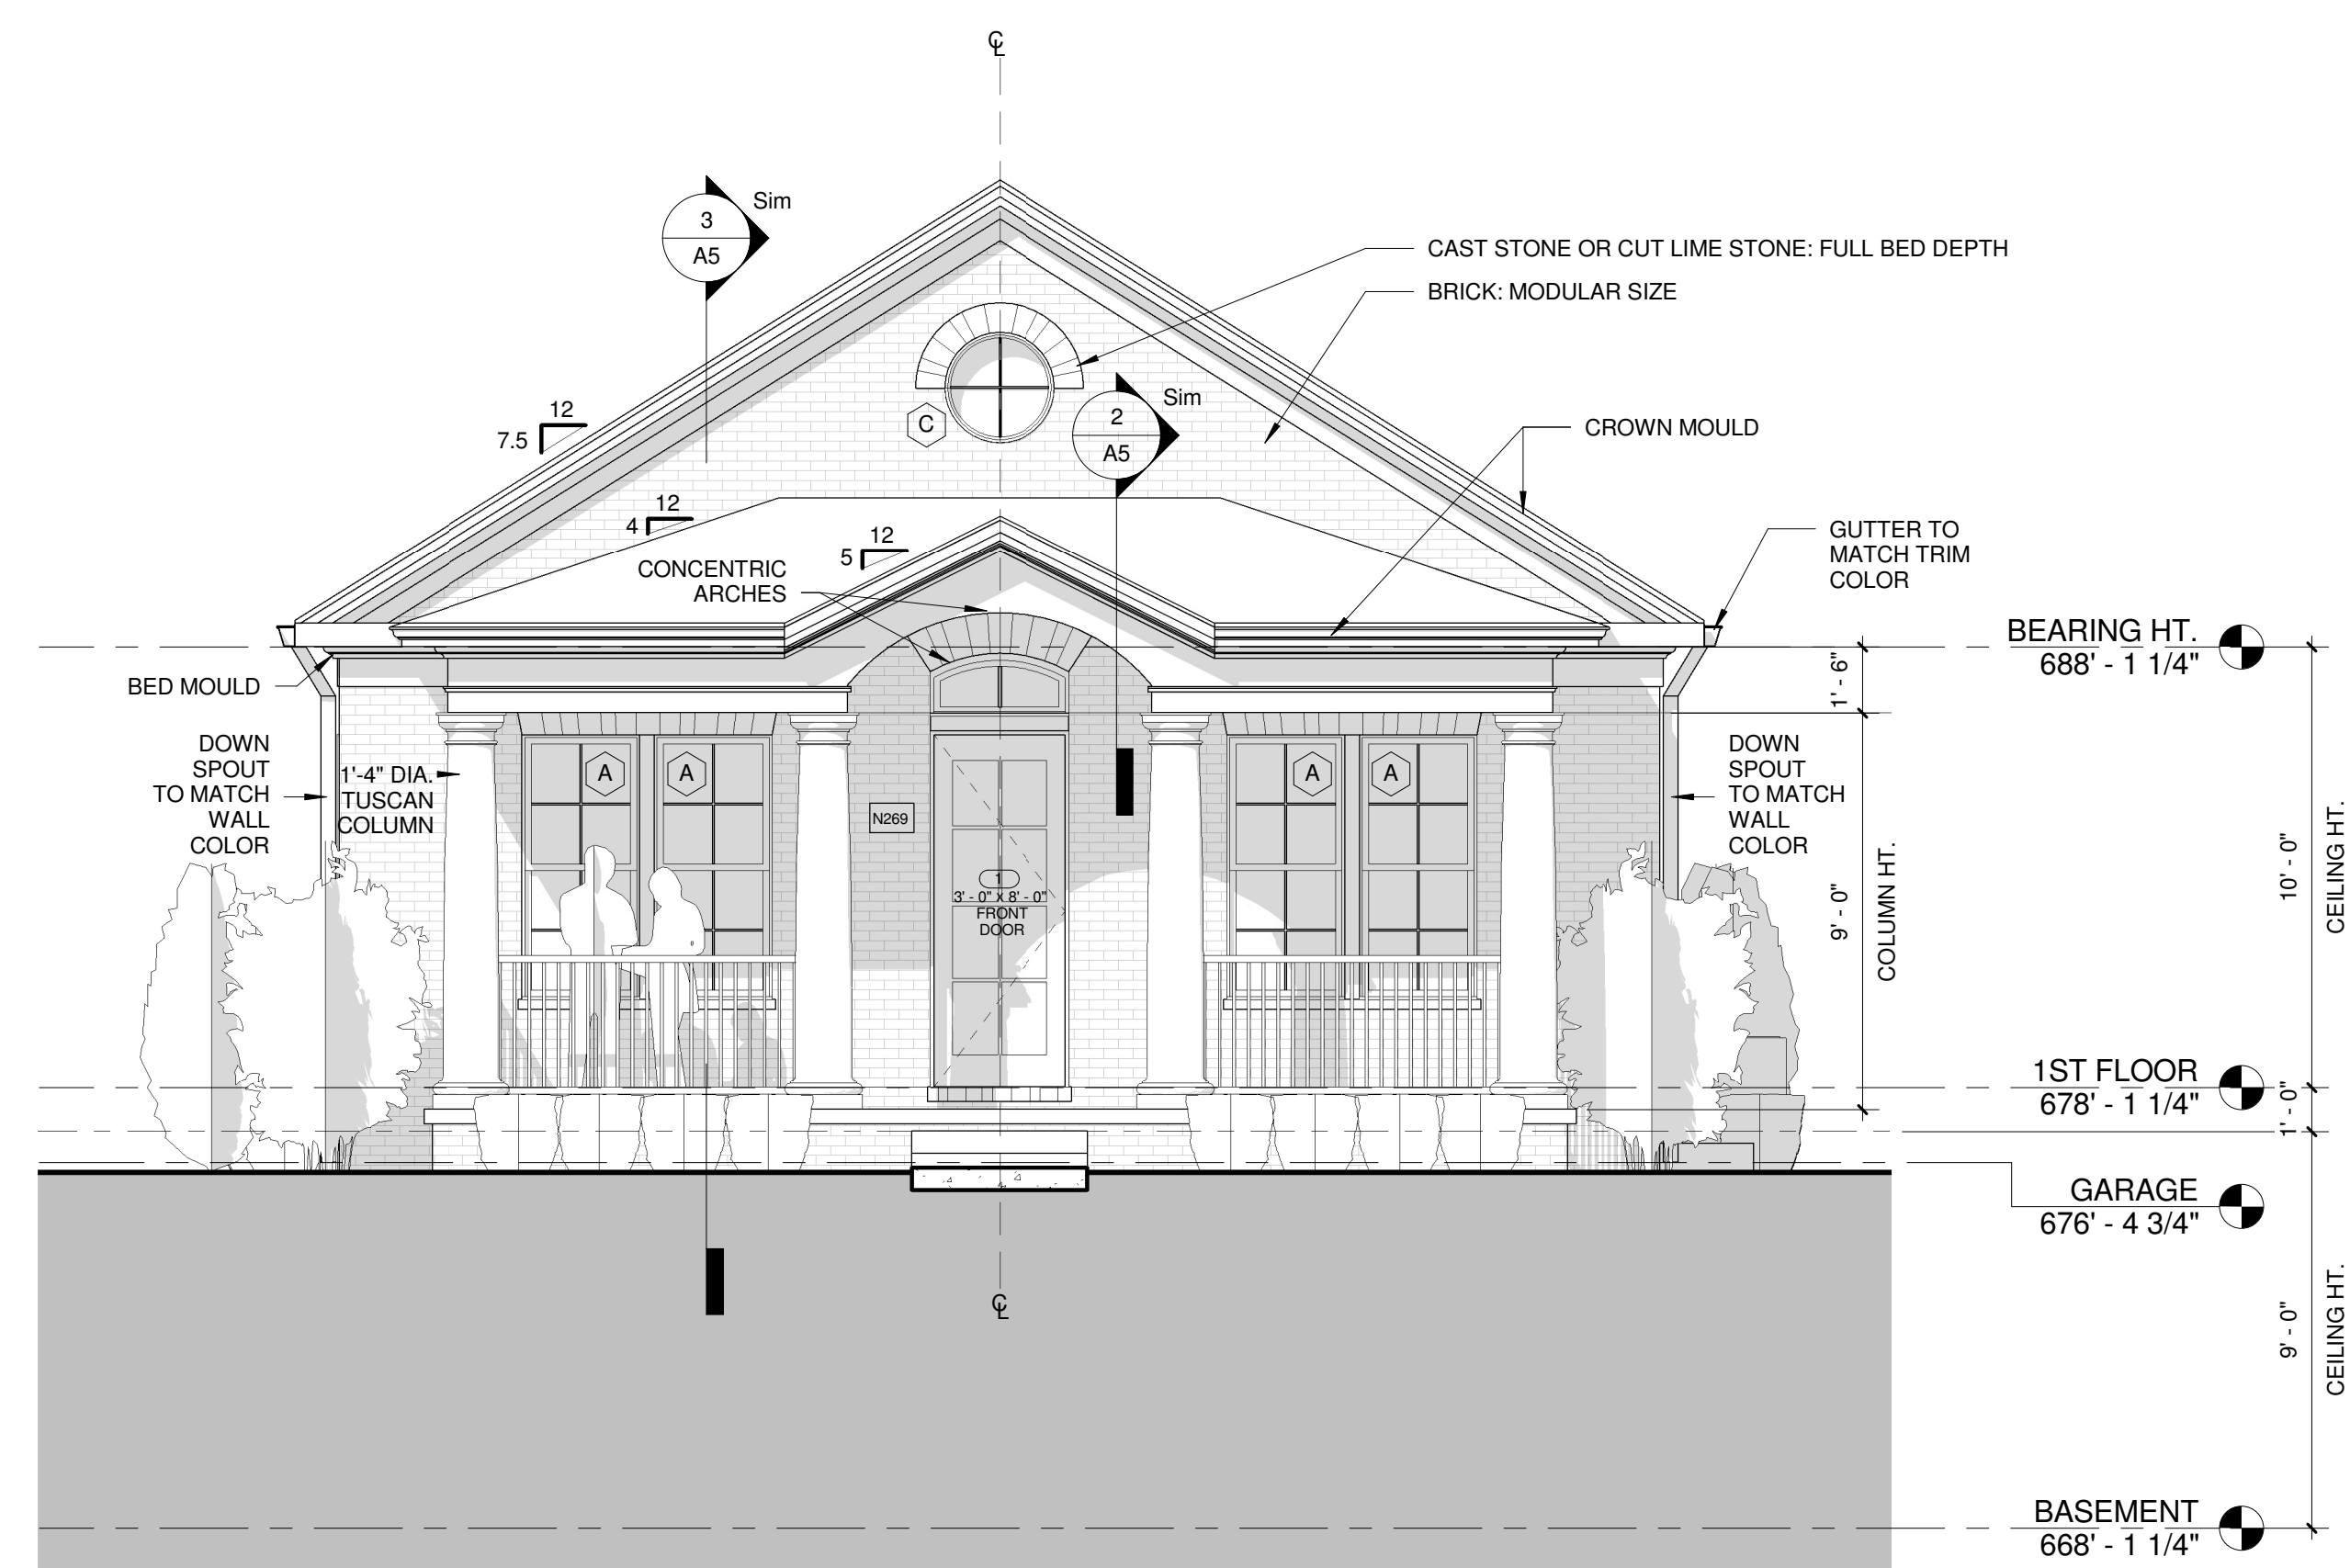 ℄
3
A5
Sim
CAST STONE OR CUT LIME STONE: FULL BED DEPTH
BRICK: MODULAR SIZE
C
2
A5
Sim
12
7.5
CROWN MOULD
12
4
12
5
CONCENTRIC
ARCHES
GUTTER TO
MATCH TRIM
COLOR
BEARING HT.
688' - 1 1/4"
BED MOULD
1' - 6"
DOWN
SPOUT
TO MATCH
WALL
COLOR
1'-4" DIA.
TUSCAN
COLUMN
A
A
N269
A
A
DOWN
SPOUT
TO MATCH
WALL
COLOR
1
3' - 0" x 8' - 0"
FRONT
DOOR
9' - 0"
COLUMN HT.
10' - 0"
CEILING HT.
1ST FLOOR
678' - 1 1/4"
1' - 0"
GARAGE
676' - 4 3/4"
℄
9' - 0"
CEILING HT.
BASEMENT
668' - 1 1/4"